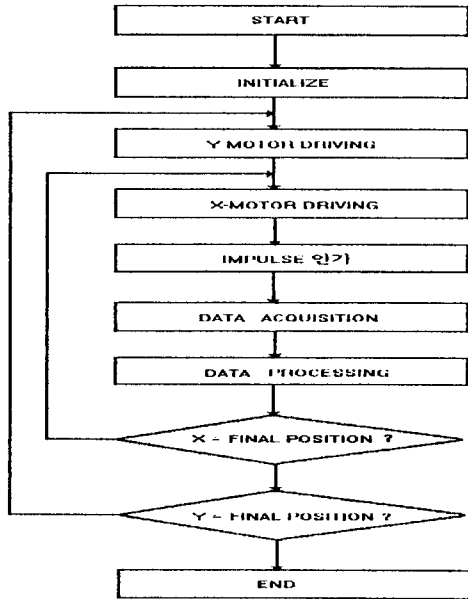 START
INITIALIZE
Y MOTOR DRIVING
X-MOTOR DRIVING
IMPULSE 인가
DATA ACQUISITION
DATA PROCESSING
X - FINAL POSITION ?
Y - FINAL POSITION ?
END